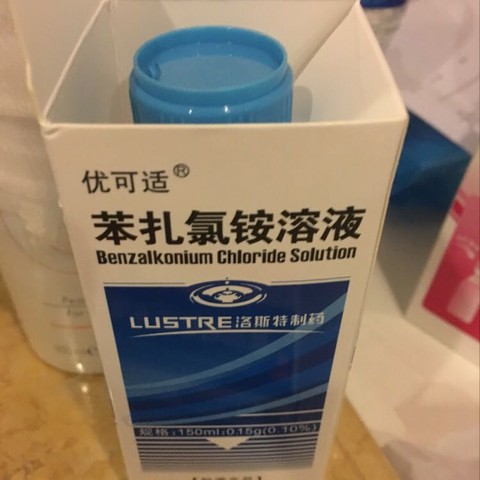 优可适®
苯扎氯铵溶液
Benzalkonium Chloride Solution
LUSTRE洛斯特制药
规格:150ml:0.15g(0.10%)